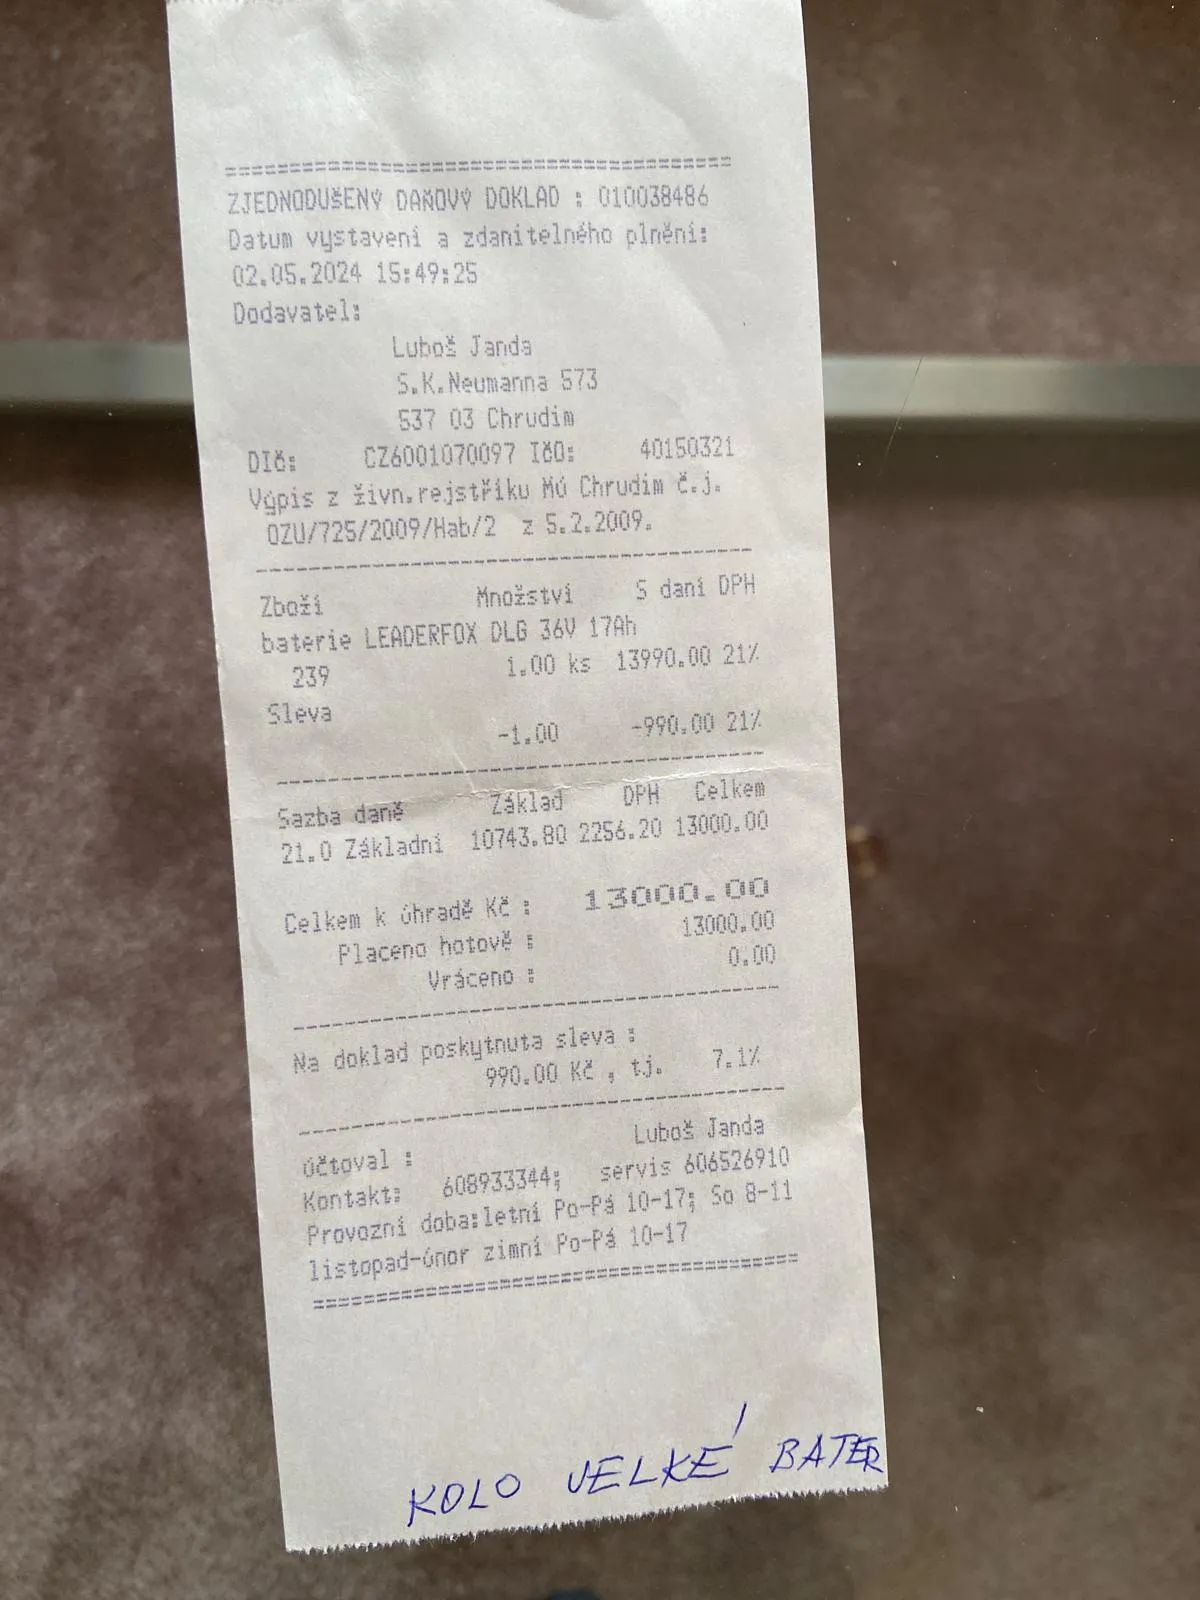 ==================================================
ZJEDNODUŠENÝ DAŇOVÝ DOKLAD : 010038486
Datum vystavení a zdanitelného plnění:
02.05.2024 15:49:25
Dodavatel:
Luboš Janda
S.K.Neumanna 573
537 03 Chrudim
DIČ: CZ6001070097 IČO: 40150321
Výpis z živn.rejstříku MÚ Chrudim č.j.
OZU/725/2009/Hab/2 z 5.2.2009.
--------------------------------------------------
Zboží Množství S daní DPH
baterie LEADERFOX DLG 36V 17Ah
239 1.00 ks 13990.00 21%
Sleva
-1.00 -990.00 21%
--------------------------------------------------
Sazba daně Základ DPH Celkem
21.0 Základní 10743.80 2256.20 13000.00
Celkem k úhradě Kč : 13000.00
Placeno hotově : 13000.00
Vráceno : 0.00
--------------------------------------------------
Na doklad poskytnuta sleva :
990.00 Kč , tj. 7.1%
--------------------------------------------------
Účtoval : Luboš Janda
Kontakt: 608933344; servis 606526910
Provozní doba:letní Po-Pá 10-17; So 8-11
listopad-únor zimní Po-Pá 10-17
==================================================
KOLO VELKÉ BATER